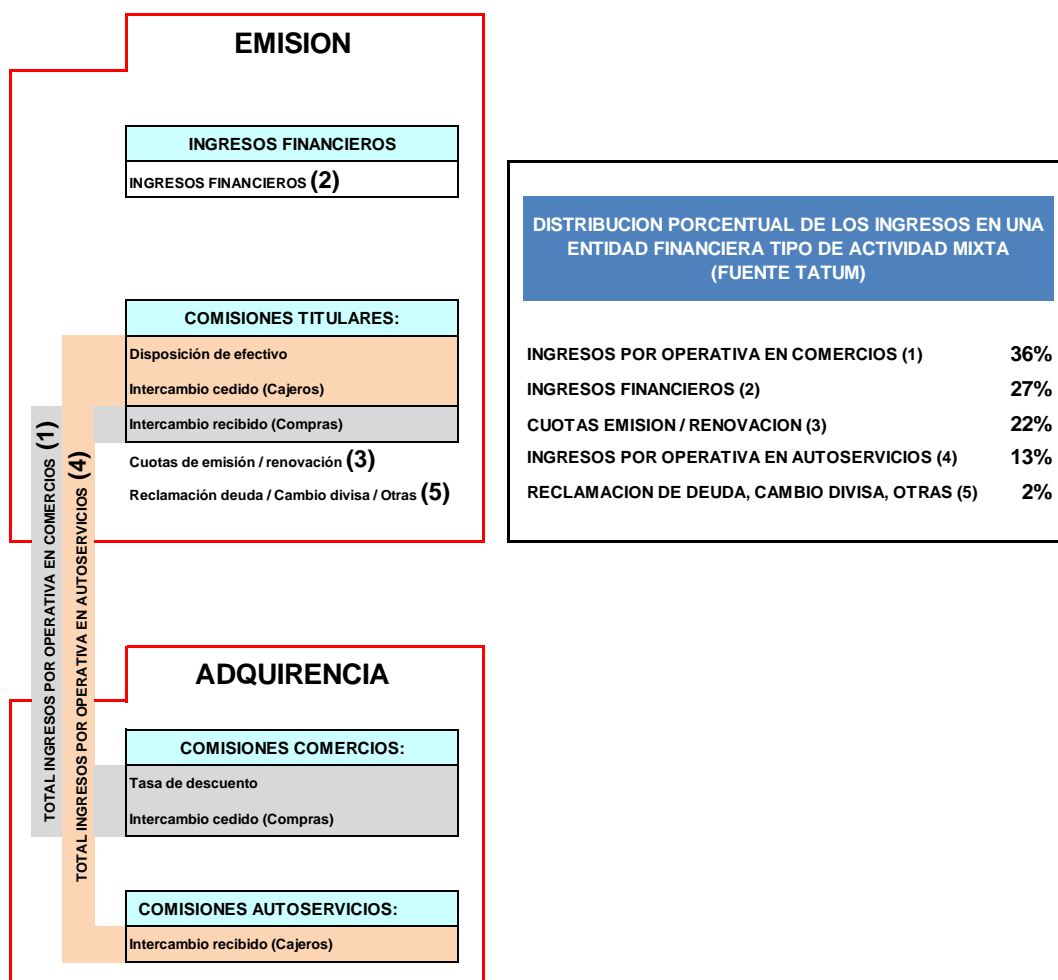 EMISION
INGRESOS FINANCIEROS
INGRESOS FINANCIEROS (2)
COMISIONES TITULARES:
Disposición de efectivo
Intercambio cedido (Cajeros)
Intercambio recibido (Compras)
Cuotas de emisión / renovación (3)
Reclamación deuda / Cambio divisa / Otras (5)
TOTAL INGRESOS POR OPERATIVA EN COMERCIOS (1)
TOTAL INGRESOS POR OPERATIVA EN AUTOSERVICIOS (4)
DISTRIBUCION PORCENTUAL DE LOS INGRESOS EN UNA
ENTIDAD FINANCIERA TIPO DE ACTIVIDAD MIXTA
(FUENTE TATUM)
INGRESOS POR OPERATIVA EN COMERCIOS (1) 36%
INGRESOS FINANCIEROS (2) 27%
CUOTAS EMISION / RENOVACION (3) 22%
INGRESOS POR OPERATIVA EN AUTOSERVICIOS (4) 13%
RECLAMACION DE DEUDA, CAMBIO DIVISA, OTRAS (5) 2%
ADQUIRENCIA
COMISIONES COMERCIOS:
Tasa de descuento
Intercambio cedido (Compras)
COMISIONES AUTOSERVICIOS:
Intercambio recibido (Cajeros)